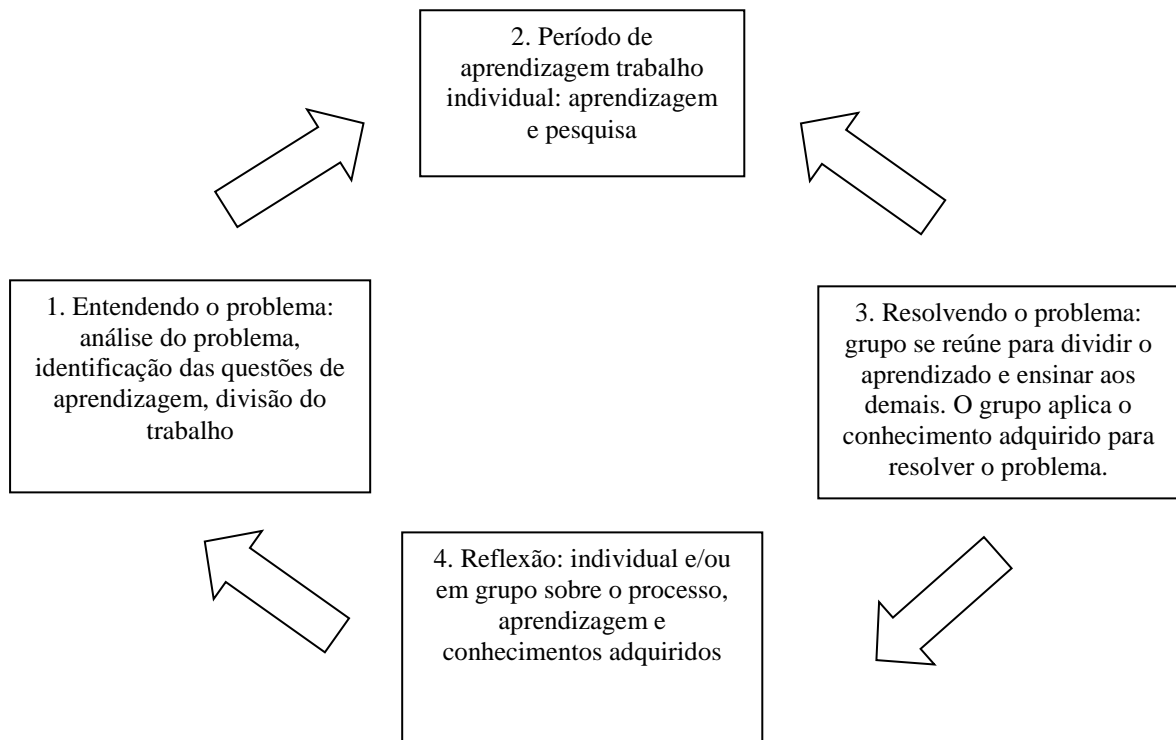 2. Período de
aprendizagem trabalho
individual: aprendizagem
e pesquisa
1. Entendendo o problema:
análise do problema,
identificação das questões de
aprendizagem, divisão do
trabalho
3. Resolvendo o problema:
grupo se reúne para dividir o
aprendizado e ensinar aos
demais. O grupo aplica o
conhecimento adquirido para
resolver o problema.
4. Reflexão: individual e/ou
em grupo sobre o processo,
aprendizagem e
conhecimentos adquiridos